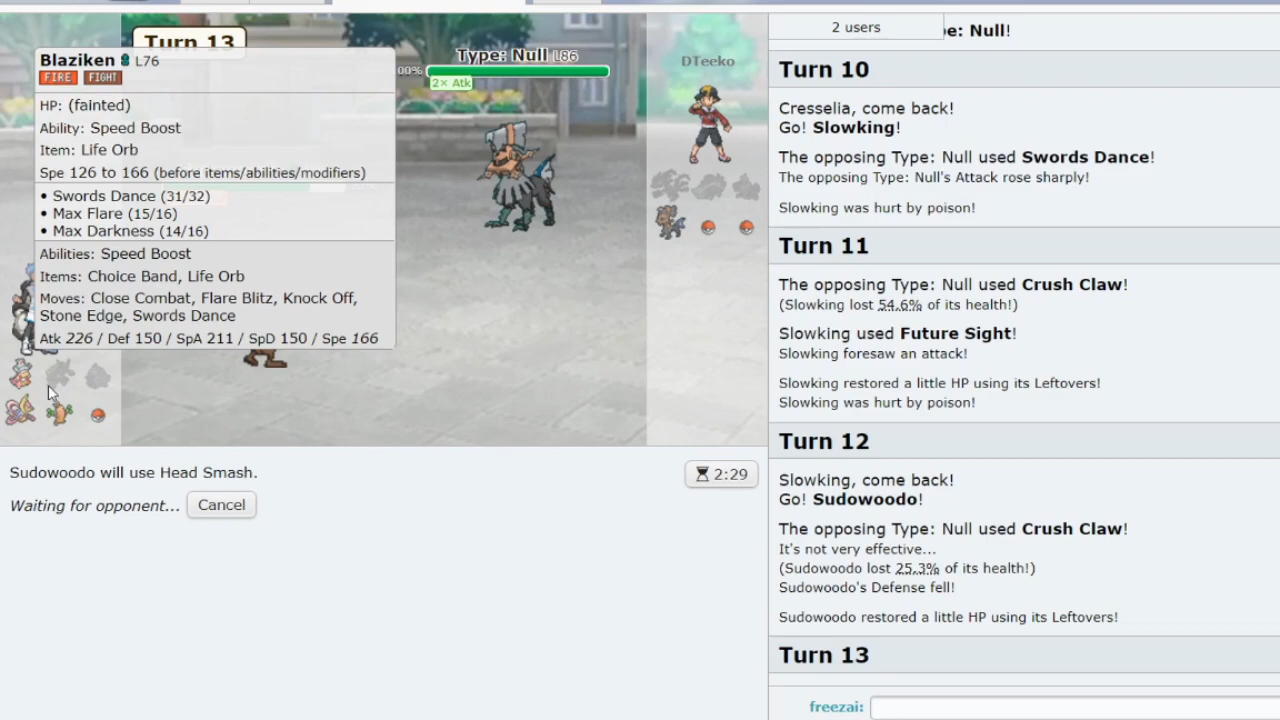 Turn 13
Type: Null L86
00%
2× Atk
DTeeko
Blaziken L76
FIRE FIGHT
HP: (fainted)
Ability: Speed Boost
Item: Life Orb
Spe 126 to 166 (before items/abilities/modifiers)
• Swords Dance (31/32)
• Max Flare (15/16)
• Max Darkness (14/16)
Abilities: Speed Boost
Items: Choice Band, Life Orb
Moves: Close Combat, Flare Blitz, Knock Off,
Stone Edge, Swords Dance
Atk 226 / Def 150 / SpA 211 / SpD 150 / Spe 166
Sudowoodo will use Head Smash.
2:29
Waiting for opponent... Cancel
2 users
e: Null!
Turn 10
Cresselia, come back!
Go! Slowking!
The opposing Type: Null used Swords Dance!
The opposing Type: Null's Attack rose sharply!
Slowking was hurt by poison!
Turn 11
The opposing Type: Null used Crush Claw!
(Slowking lost 54.6% of its health!)
Slowking used Future Sight!
Slowking foresaw an attack!
Slowking restored a little HP using its Leftovers!
Slowking was hurt by poison!
Turn 12
Slowking, come back!
Go! Sudowoodo!
The opposing Type: Null used Crush Claw!
It's not very effective...
(Sudowoodo lost 25.3% of its health!)
Sudowoodo's Defense fell!
Sudowoodo restored a little HP using its Leftovers!
Turn 13
freezai: